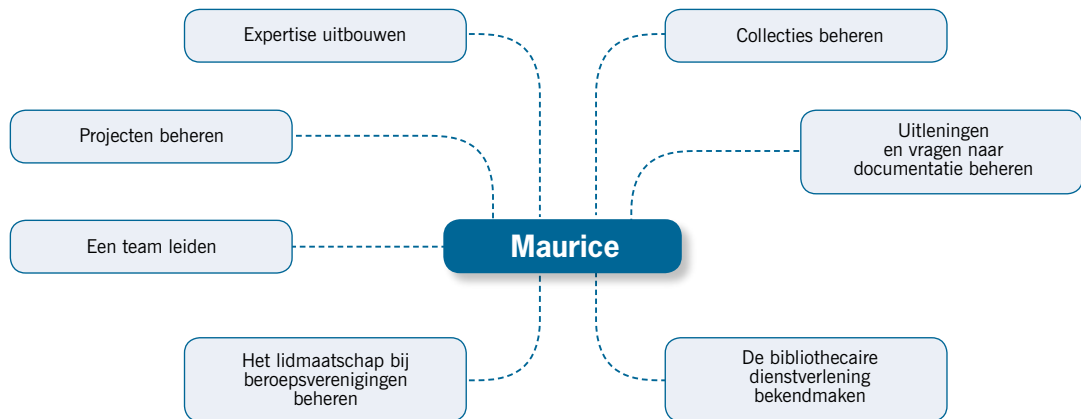 Expertise uitbouwen
Collecties beheren
Projecten beheren
Uitleningen
en vragen naar
documentatie beheren
Een team leiden
Maurice
Het lidmaatschap bij
beroepsverenigingen
beheren
De bibliothecaire
dienstverlening
bekendmaken